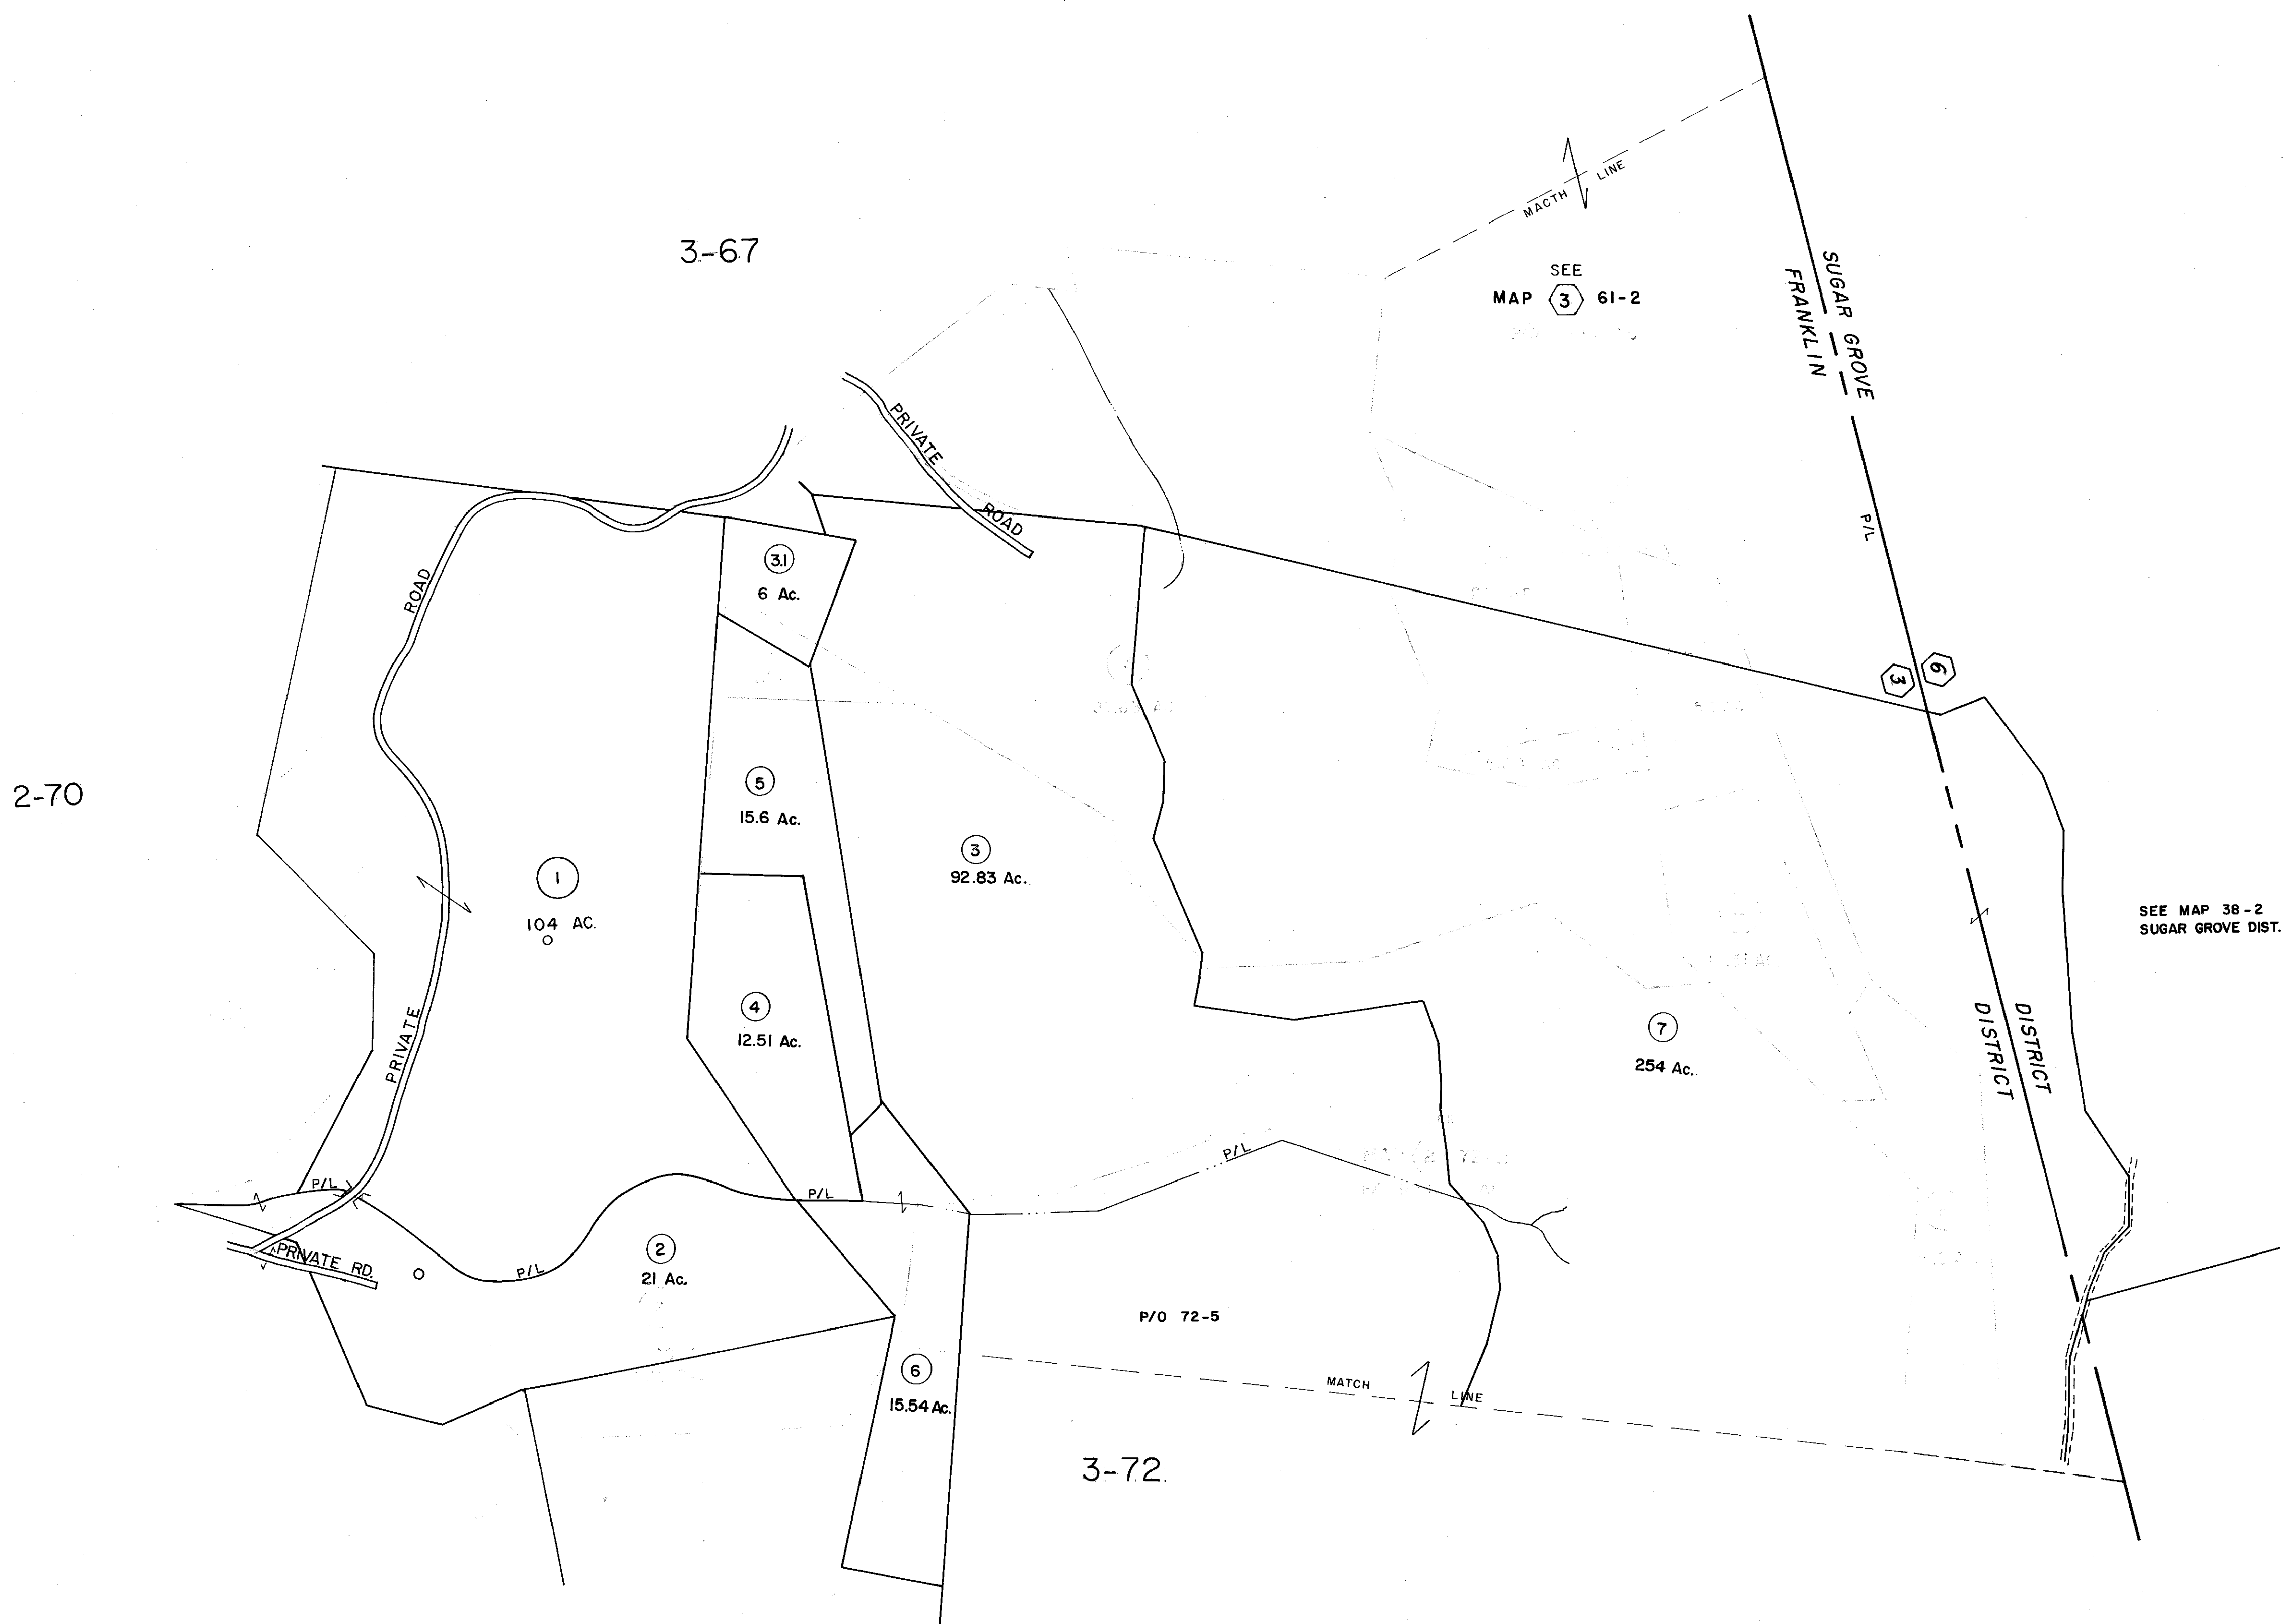 MACTH LINE
3-67
SEE
MAP 3 61-2
SUGAR GROVE
FRANKLIN
PRIVATE
ROAD
P/L
3.1
6 Ac.
ROAD
3
6
5
15.6 Ac.
2-70
3
92.83 Ac.
1
104 AC.
SEE MAP 38-2
SUGAR GROVE DIST.
4
12.51 Ac.
7
254 Ac.
DISTRICT
DISTRICT
PRIVATE
P/L
P/L
P/L
PRIVATE RD.
P/L
2
21 Ac.
P/O 72-5
6
15.54 Ac.
MATCH LINE
3-72